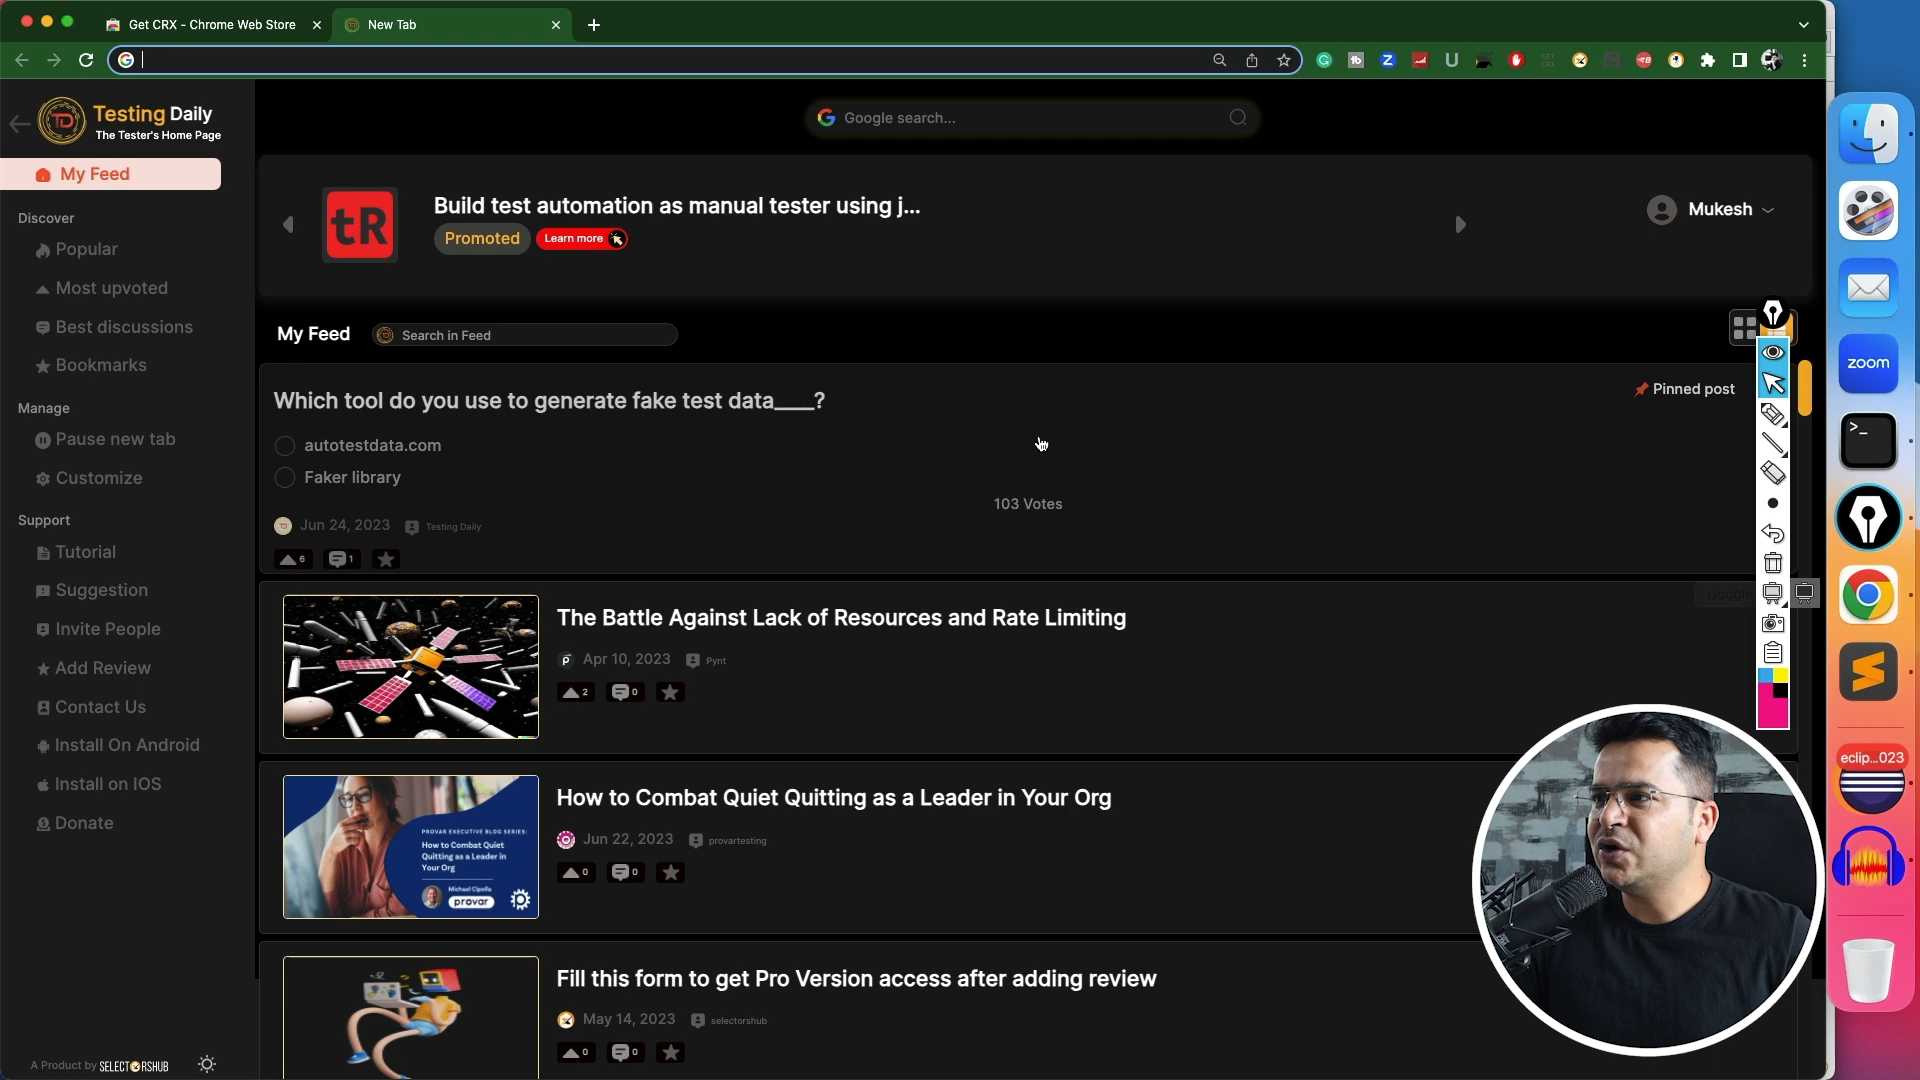 Get CRX - Chrome Web Store
New Tab
Testing Daily
The Tester's Home Page
Google search...
My Feed
Discover
Popular
Most upvoted
Best discussions
Bookmarks
Manage
Pause new tab
Customize
Support
Tutorial
Suggestion
Invite People
Add Review
Contact Us
Install On Android
Install on IOS
Donate
A Product by SELECTORSHUB
tR
Build test automation as manual tester using j...
Promoted
Learn more
Mukesh
My Feed
Search in Feed
Pinned post
Which tool do you use to generate fake test data____?
autotestdata.com
Faker library
103 Votes
Jun 24, 2023
Testing Daily
6
1
The Battle Against Lack of Resources and Rate Limiting
Apr 10, 2023
Pynt
2
0
PROVAR EXECUTIVE BLOG SERIES:
How to Combat Quiet
Quitting as a Leader in
Your Org
Michael Cipolla
provar
How to Combat Quiet Quitting as a Leader in Your Org
Jun 22, 2023
provartesting
0
0
Fill this form to get Pro Version access after adding review
May 14, 2023
selectorshub
0
0
Google
zoom
eclip...023